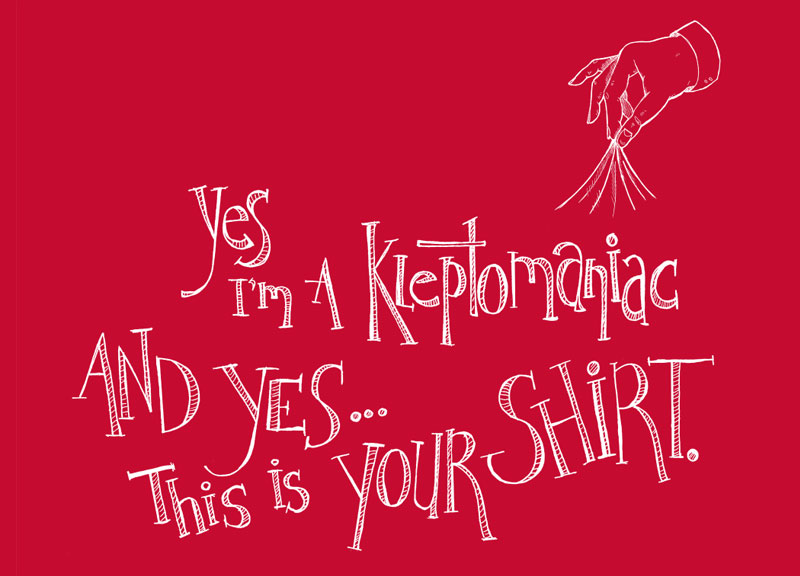 Yes
I'm A Kleptomaniac
AND YES...
This is YOUR SHIRT.